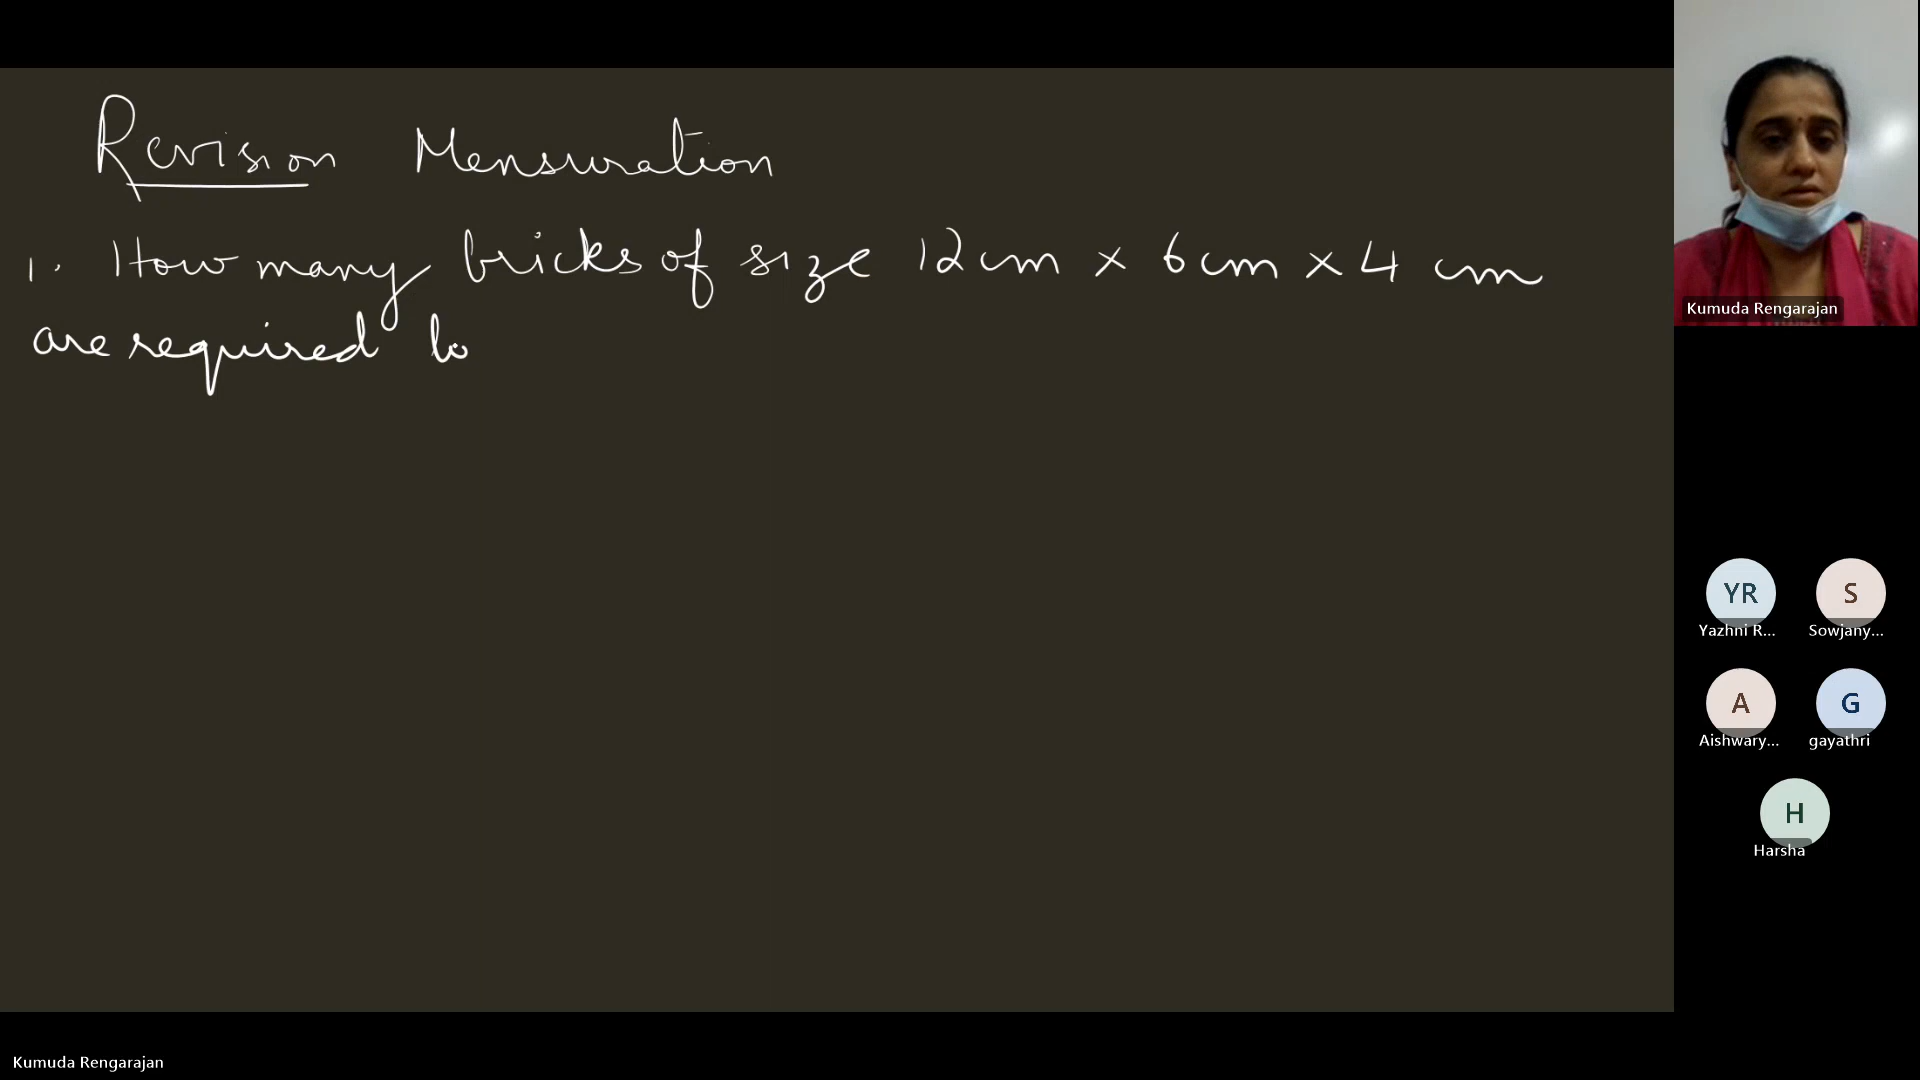 Revision Mensuration
1. How many bricks of size 12cm × 6cm × 4 cm
are required to
Kumuda Rengarajan
YR
Yazhni R...
S
Sowjany...
A
Aishwary...
G
gayathri
H
Harsha
Kumuda Rengarajan